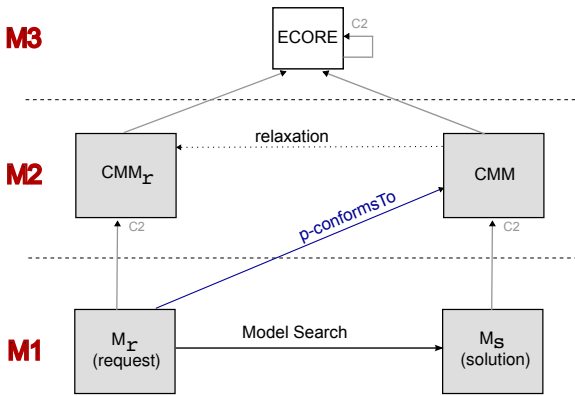 M3
ECORE
C2
relaxation
M2
CMMr
CMM
p-conformsTo
C2
C2
M1
Mr
(request)
Model Search
Ms
(solution)